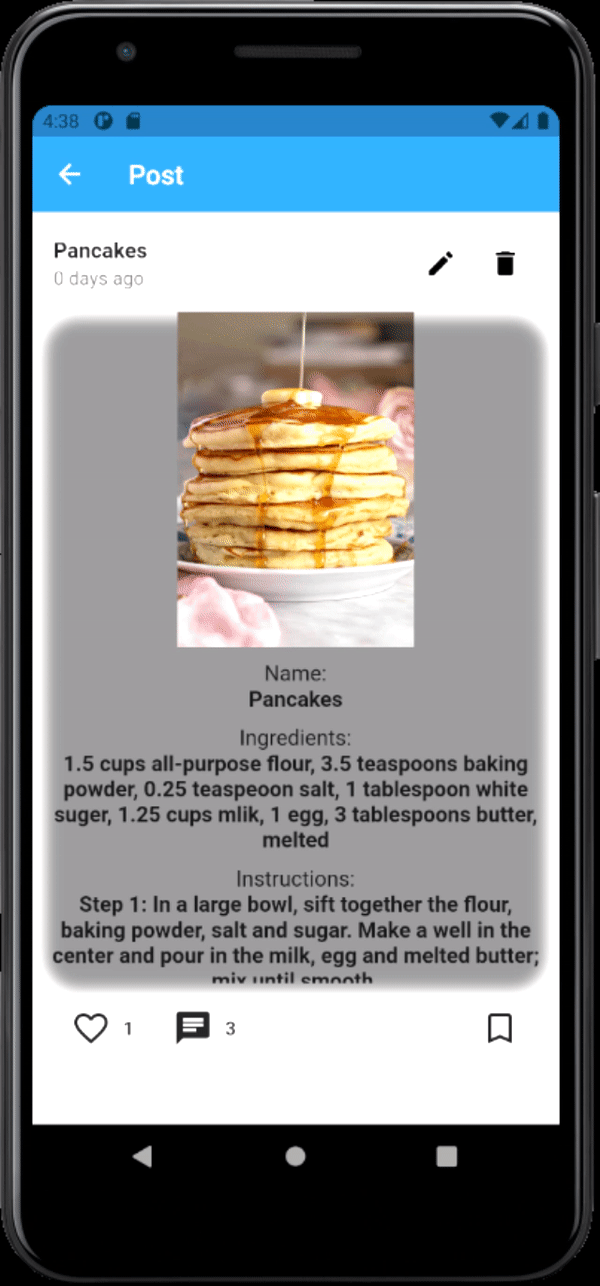 4:38
Post
Pancakes
0 days ago
Name:
Pancakes
Ingredients:
1.5 cups all-purpose flour, 3.5 teaspoons baking
powder, 0.25 teaspeoon salt, 1 tablespoon white
suger, 1.25 cups mlik, 1 egg, 3 tablespoons butter,
melted
Instructions:
Step 1: In a large bowl, sift together the flour,
baking powder, salt and sugar. Make a well in the
center and pour in the milk, egg and melted butter;
mix until smooth
1
3